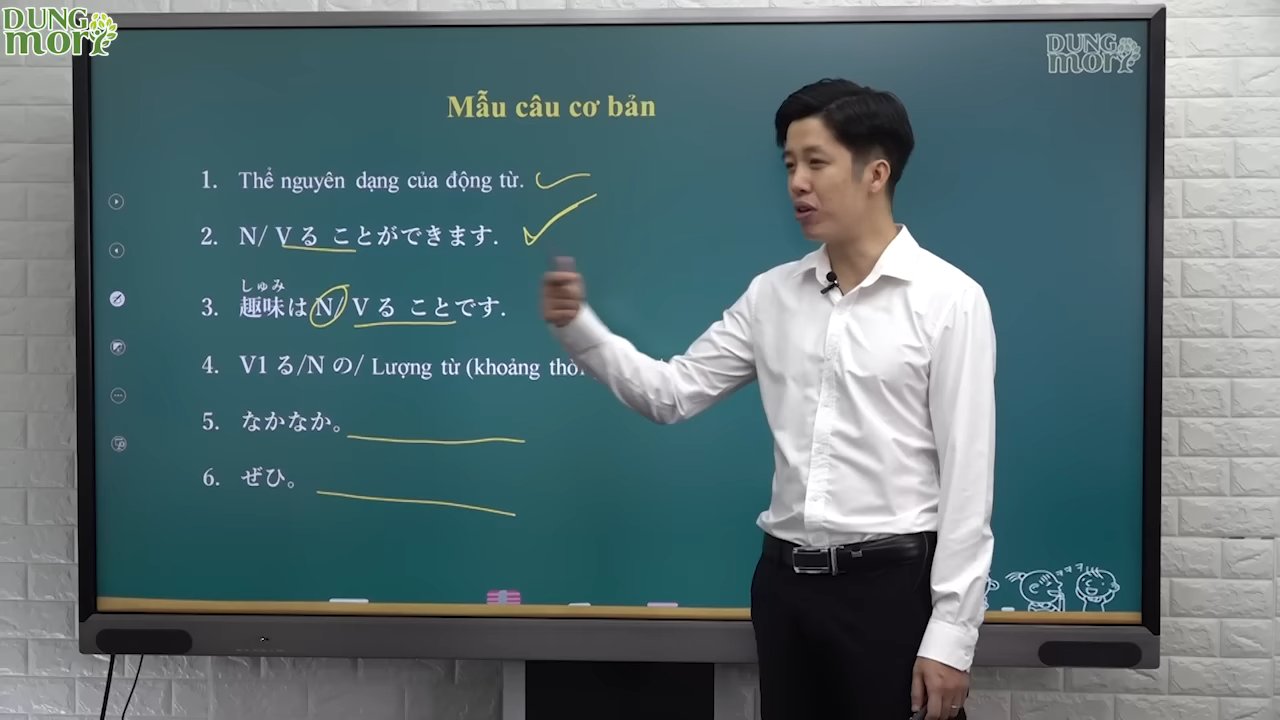 DUNG
mori
DUNG
mori
Mẫu câu cơ bản
1. Thể nguyên dạng của động từ.
2. N/ V る ことができます.
しゅみ
3. 趣味は N/ V る ことです.
4. V1 る/N の/ Lượng từ (khoảng thời
5. なかなか。
6. ぜひ。